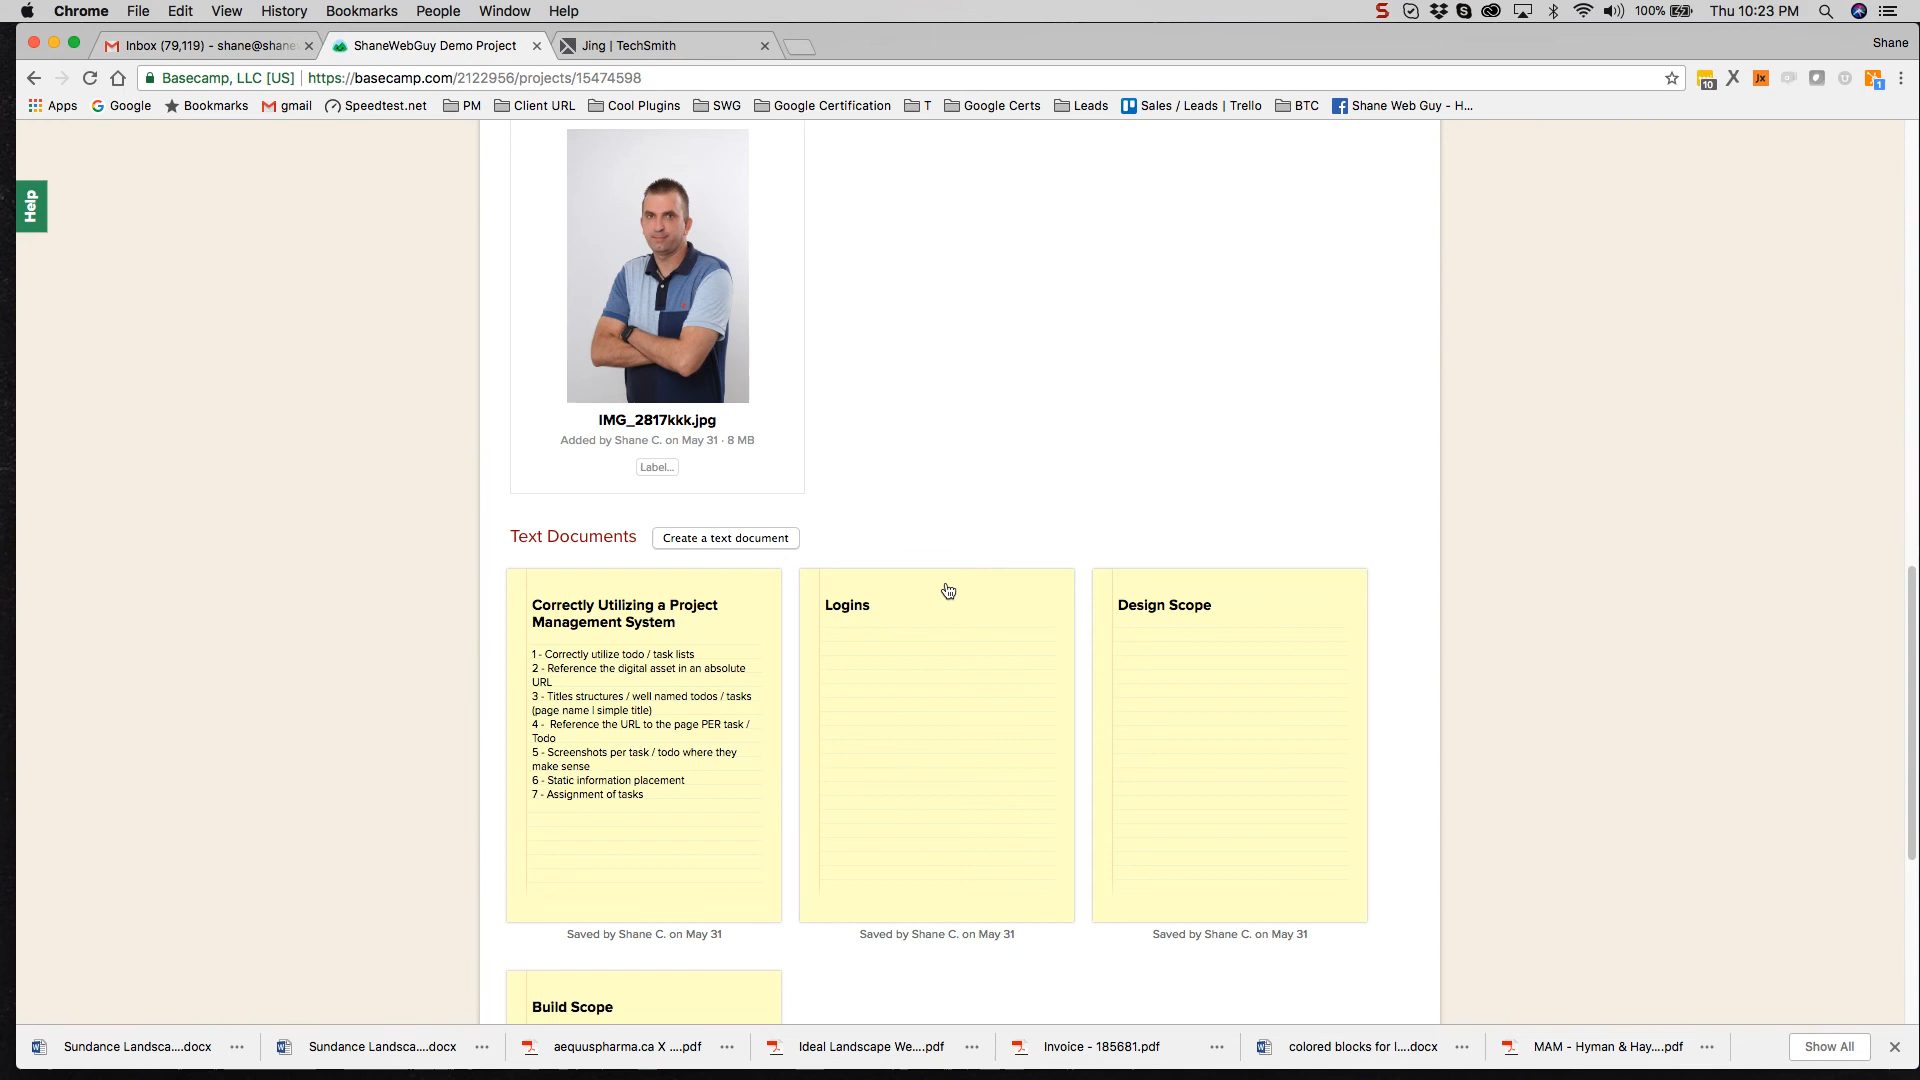 Chrome File Edit View History Bookmarks People Window Help 100% Thu 10:23 PM
Inbox (79,119) - shane@shane ShaneWebGuy Demo Project Jing | TechSmith Shane
Basecamp, LLC [US] https://basecamp.com/2122956/projects/15474598
10
1
Apps Google Bookmarks gmail Speedtest.net PM Client URL Cool Plugins SWG Google Certification T Google Certs Leads Sales / Leads | Trello BTC Shane Web Guy - H...
Help
IMG_2817kkk.jpg
Added by Shane C. on May 31 · 8 MB
Label...
Text Documents Create a text document
Correctly Utilizing a Project
Management System
1 - Correctly utilize todo / task lists
2 - Reference the digital asset in an absolute
URL
3 - Titles structures / well named todos / tasks
(page name | simple title)
4 -  Reference the URL to the page PER task /
Todo
5 - Screenshots per task / todo where they
make sense
6 - Static information placement
7 - Assignment of tasks
Saved by Shane C. on May 31
Logins
Saved by Shane C. on May 31
Design Scope
Saved by Shane C. on May 31
Build Scope
Sundance Landsca....docx Sundance Landsca....docx aequuspharma.ca X ....pdf Ideal Landscape We....pdf Invoice - 185681.pdf colored blocks for l....docx MAM - Hyman & Hay....pdf Show All